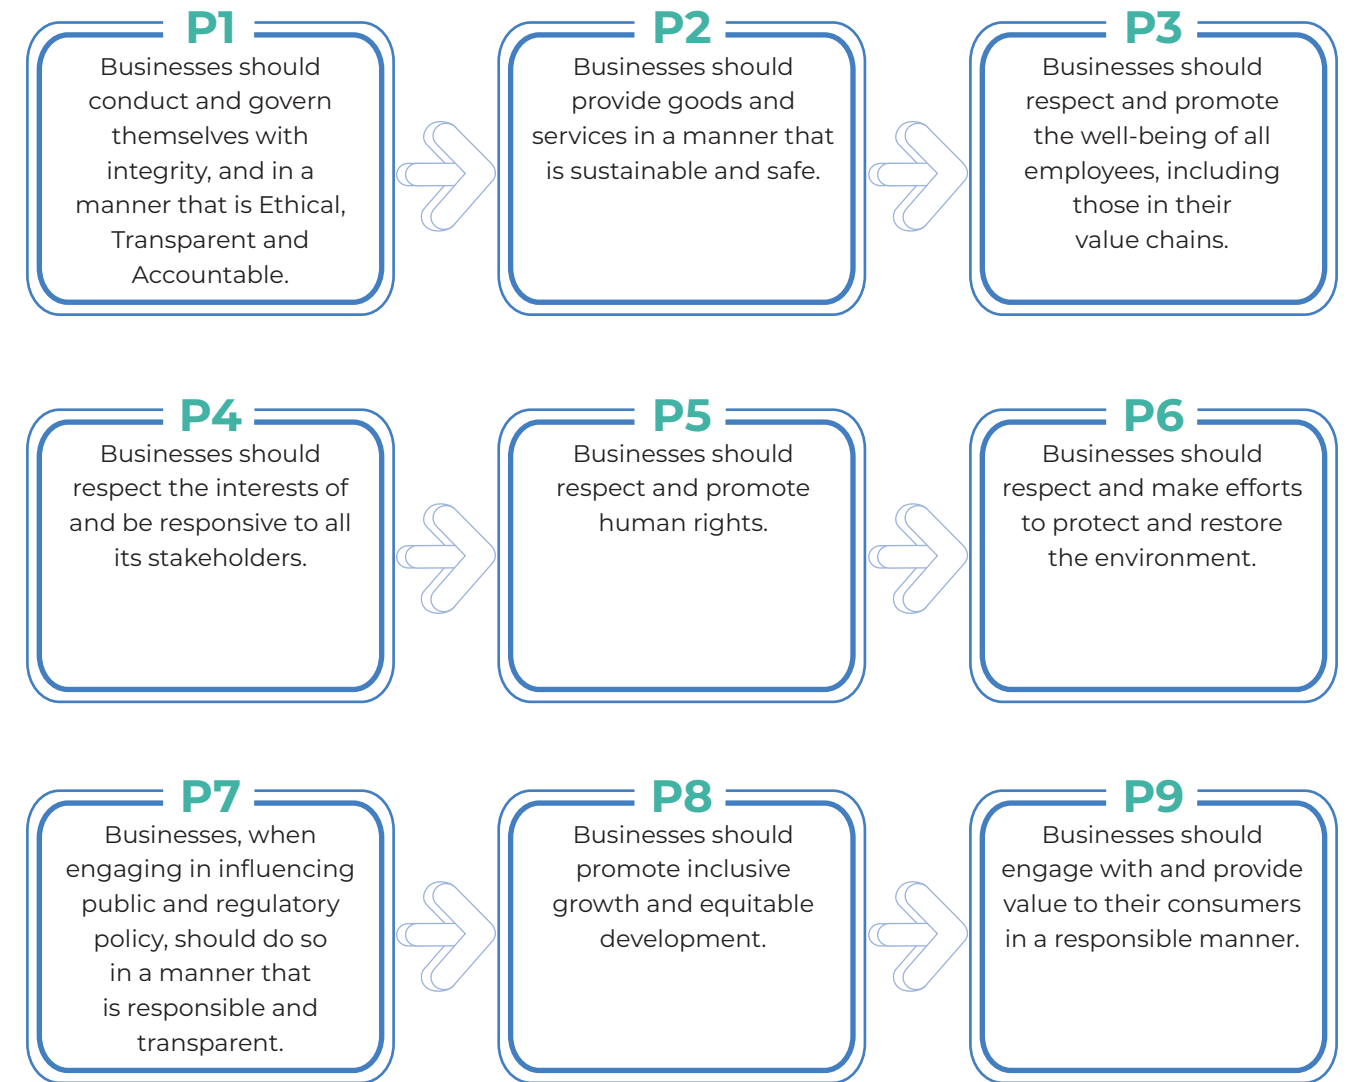 P1
Businesses should
conduct and govern
themselves with
integrity, and in a
manner that is Ethical,
Transparent and
Accountable.
P2
Businesses should
provide goods and
services in a manner that
is sustainable and safe.
P3
Businesses should
respect and promote
the well-being of all
employees, including
those in their
value chains.
P4
Businesses should
respect the interests of
and be responsive to all
its stakeholders.
P5
Businesses should
respect and promote
human rights.
P6
Businesses should
respect and make efforts
to protect and restore
the environment.
P7
Businesses, when
engaging in influencing
public and regulatory
policy, should do so
in a manner that
is responsible and
transparent.
P8
Businesses should
promote inclusive
growth and equitable
development.
P9
Businesses should
engage with and provide
value to their consumers
in a responsible manner.